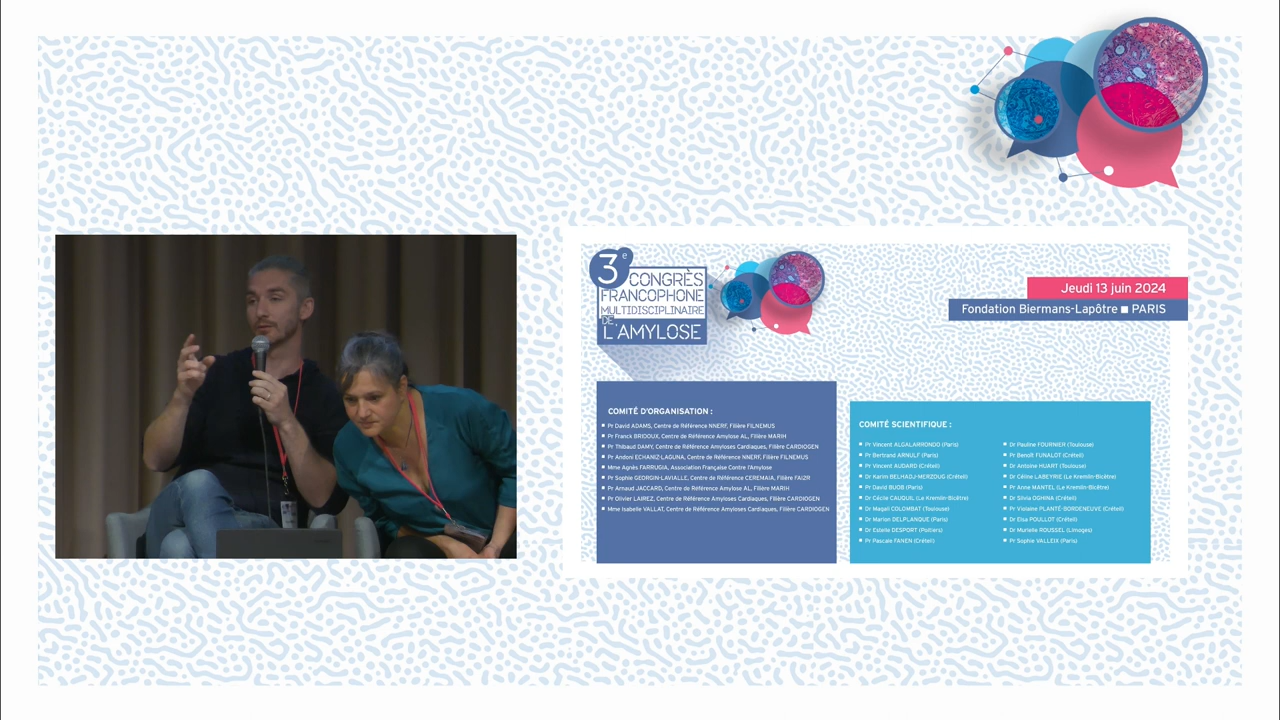 3e
CONGRÈS
FRANCOPHONE
MULTIDISCIPLINAIRE
DE
L'AMYLOSE
Jeudi 13 juin 2024
Fondation Biermans-Lapôtre ■ PARIS
COMITÉ D'ORGANISATION :
■ Pr David ADAMS, Centre de Référence NNERF, Filière FILNEMUS
■ Pr Franck BRIDOUX, Centre de Référence Amylose AL, Filière MARIH
■ Pr Thibaud DAMY, Centre de Référence Amyloses Cardiaques, Filière CARDIOGEN
■ Pr Andoni ECHANIZ-LAGUNA, Centre de Référence NNERF, Filière FILNEMUS
■ Mme Agnès FARRUGIA, Association Française Contre l'Amylose
■ Pr Sophie GEORGIN-LAVIALLE, Centre de Référence CEREMAIA, Filière FAI2R
■ Pr Arnaud JACCARD, Centre de Référence Amylose AL, Filière MARIH
■ Pr Olivier LAIREZ, Centre de Référence Amyloses Cardiaques, Filière CARDIOGEN
■ Mme Isabelle VALLAT, Centre de Référence Amyloses Cardiaques, Filière CARDIOGEN
COMITÉ SCIENTIFIQUE :
■ Pr Vincent ALGALARRONDO (Paris)
■ Pr Bertrand ARNULF (Paris)
■ Pr Vincent AUDARD (Créteil)
■ Dr Karim BELHADJ-MERZOUG (Créteil)
■ Pr David BUOB (Paris)
■ Dr Cécile CAUQUIL (Le Kremlin-Bicêtre)
■ Dr Magali COLOMBAT (Toulouse)
■ Dr Marion DELPLANQUE (Paris)
■ Dr Estelle DESPORT (Poitiers)
■ Pr Pascale FANEN (Créteil)
■ Dr Pauline FOURNIER (Toulouse)
■ Pr Benoît FUNALOT (Créteil)
■ Dr Antoine HUART (Toulouse)
■ Dr Céline LABEYRIE (Le Kremlin-Bicêtre)
■ Pr Anne MANTEL (Le Kremlin-Bicêtre)
■ Dr Silvia OGHINA (Créteil)
■ Pr Violaine PLANTÉ-BORDENEUVE (Créteil)
■ Dr Elsa POULLOT (Créteil)
■ Dr Murielle ROUSSEL (Limoges)
■ Pr Sophie VALLEIX (Paris)